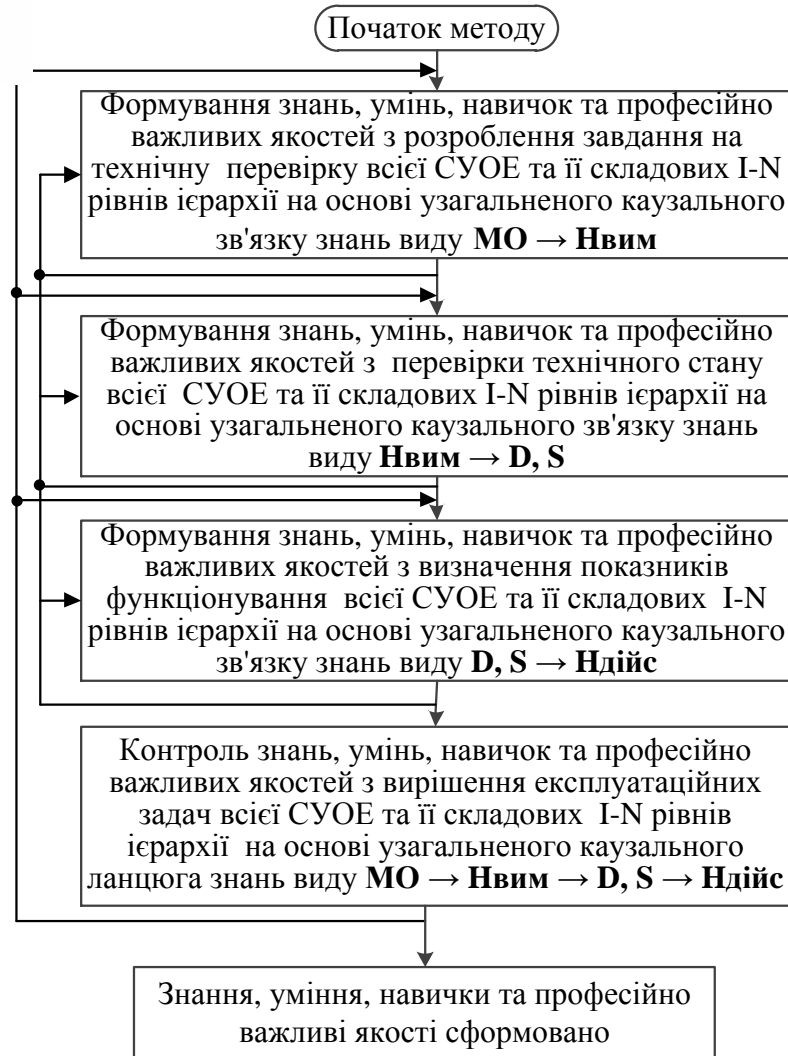 Початок методу
Формування знань, умінь, навичок та професійно
важливих якостей з розроблення завдання на
технічну перевірку всієї СУОЕ та її складових I-N
рівнів ієрархії на основі узагальненого каузального
зв'язку знань виду МО → Нвим
Формування знань, умінь, навичок та професійно
важливих якостей з перевірки технічного стану
всієї СУОЕ та її складових I-N рівнів ієрархії на
основі узагальненого каузального зв'язку знань
виду Нвим → D, S
Формування знань, умінь, навичок та професійно
важливих якостей з визначення показників
функціонування всієї СУОЕ та її складових I-N
рівнів ієрархії на основі узагальненого каузального
зв'язку знань виду D, S → Ндійс
Контроль знань, умінь, навичок та професійно
важливих якостей з вирішення експлуатаційних
задач всієї СУОЕ та її складових I-N рівнів
ієрархії на основі узагальненого каузального
ланцюга знань виду МО → Нвим → D, S → Ндійс
Знання, уміння, навички та професійно
важливі якості сформовано